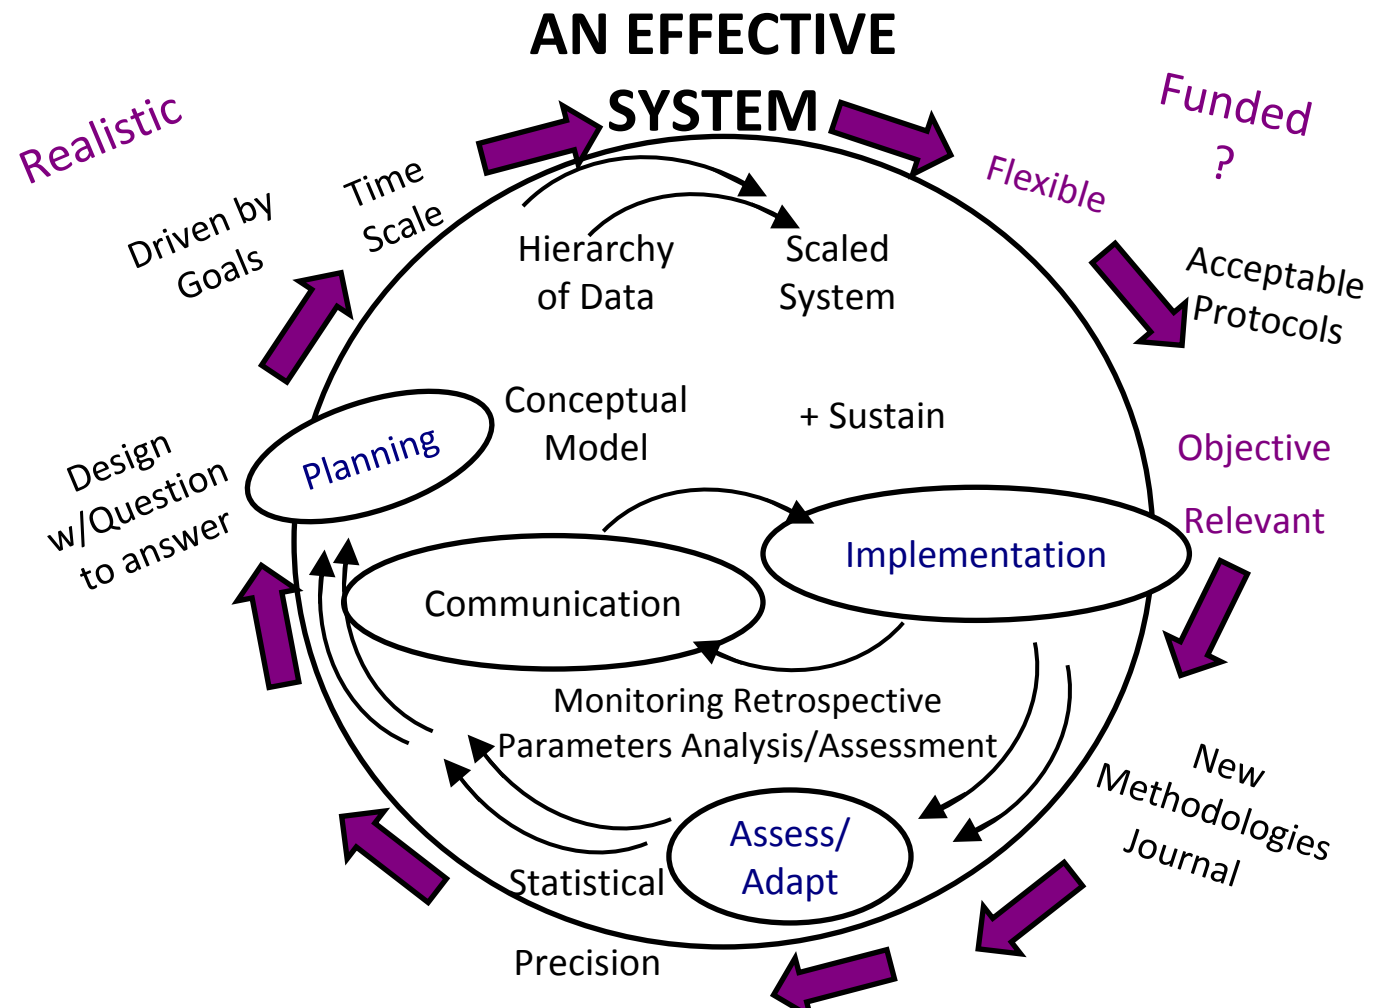 AN EFFECTIVE
SYSTEM
Realistic
Funded
?
Time
Scale
Flexible
Driven by
Goals
Hierarchy
of Data
Scaled
System
Acceptable
Protocols
Conceptual
Model
+ Sustain
Planning
Objective
Design
w/Question
to answer
Relevant
Implementation
Communication
Monitoring Retrospective
Parameters Analysis/Assessment
New
Methodologies
Journal
Assess/
Adapt
Statistical
Precision